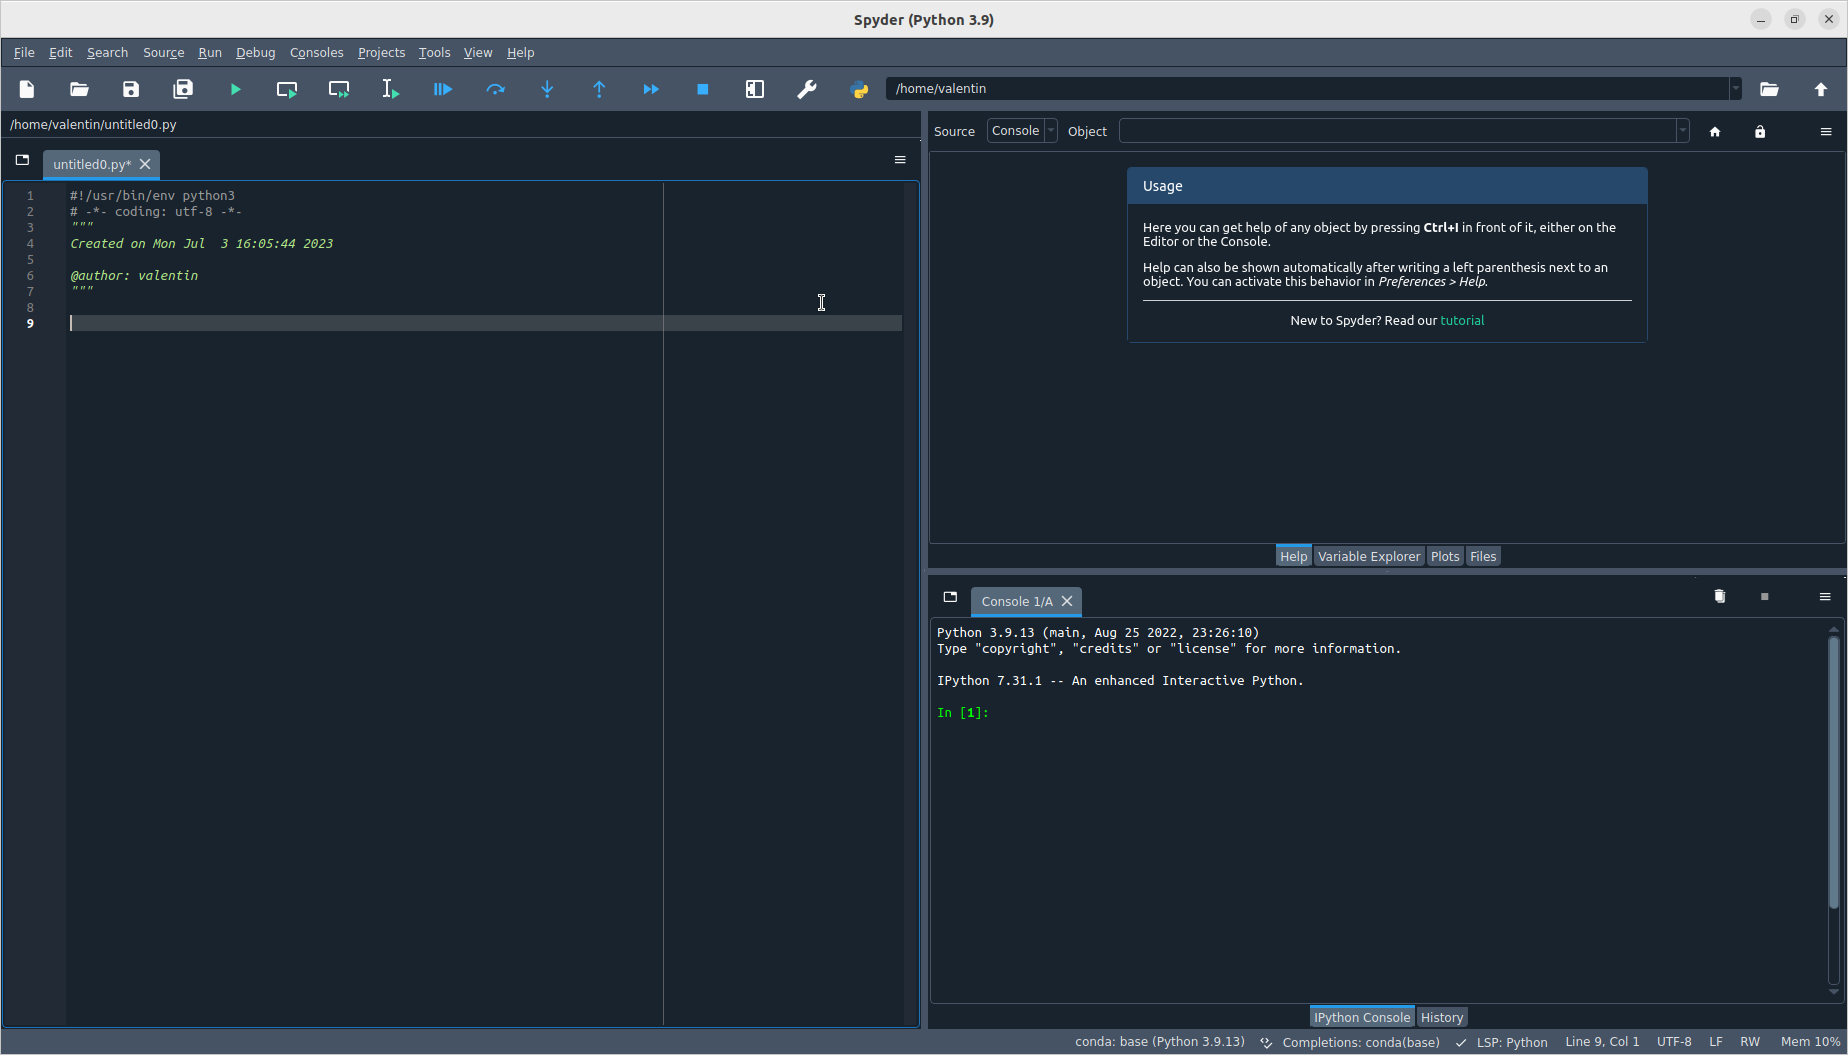 Spyder (Python 3.9)
File Edit Search Source Run Debug Consoles Projects Tools View Help
/home/valentin
/home/valentin/untitled0.py
untitled0.py*
1 #!/usr/bin/env python3
2 # -*- coding: utf-8 -*-
3 """
4 Created on Mon Jul  3 16:05:44 2023
5
6 @author: valentin
7 """
8
9
Source Console Object
Usage
Here you can get help of any object by pressing Ctrl+I in front of it, either on the
Editor or the Console.
Help can also be shown automatically after writing a left parenthesis next to an
object. You can activate this behavior in Preferences > Help.
New to Spyder? Read our tutorial
Help Variable Explorer Plots Files
Console 1/A
Python 3.9.13 (main, Aug 25 2022, 23:26:10)
Type "copyright", "credits" or "license" for more information.
IPython 7.31.1 -- An enhanced Interactive Python.
In [1]:
IPython Console History
conda: base (Python 3.9.13) Completions: conda(base) LSP: Python Line 9, Col 1 UTF-8 LF RW Mem 10%